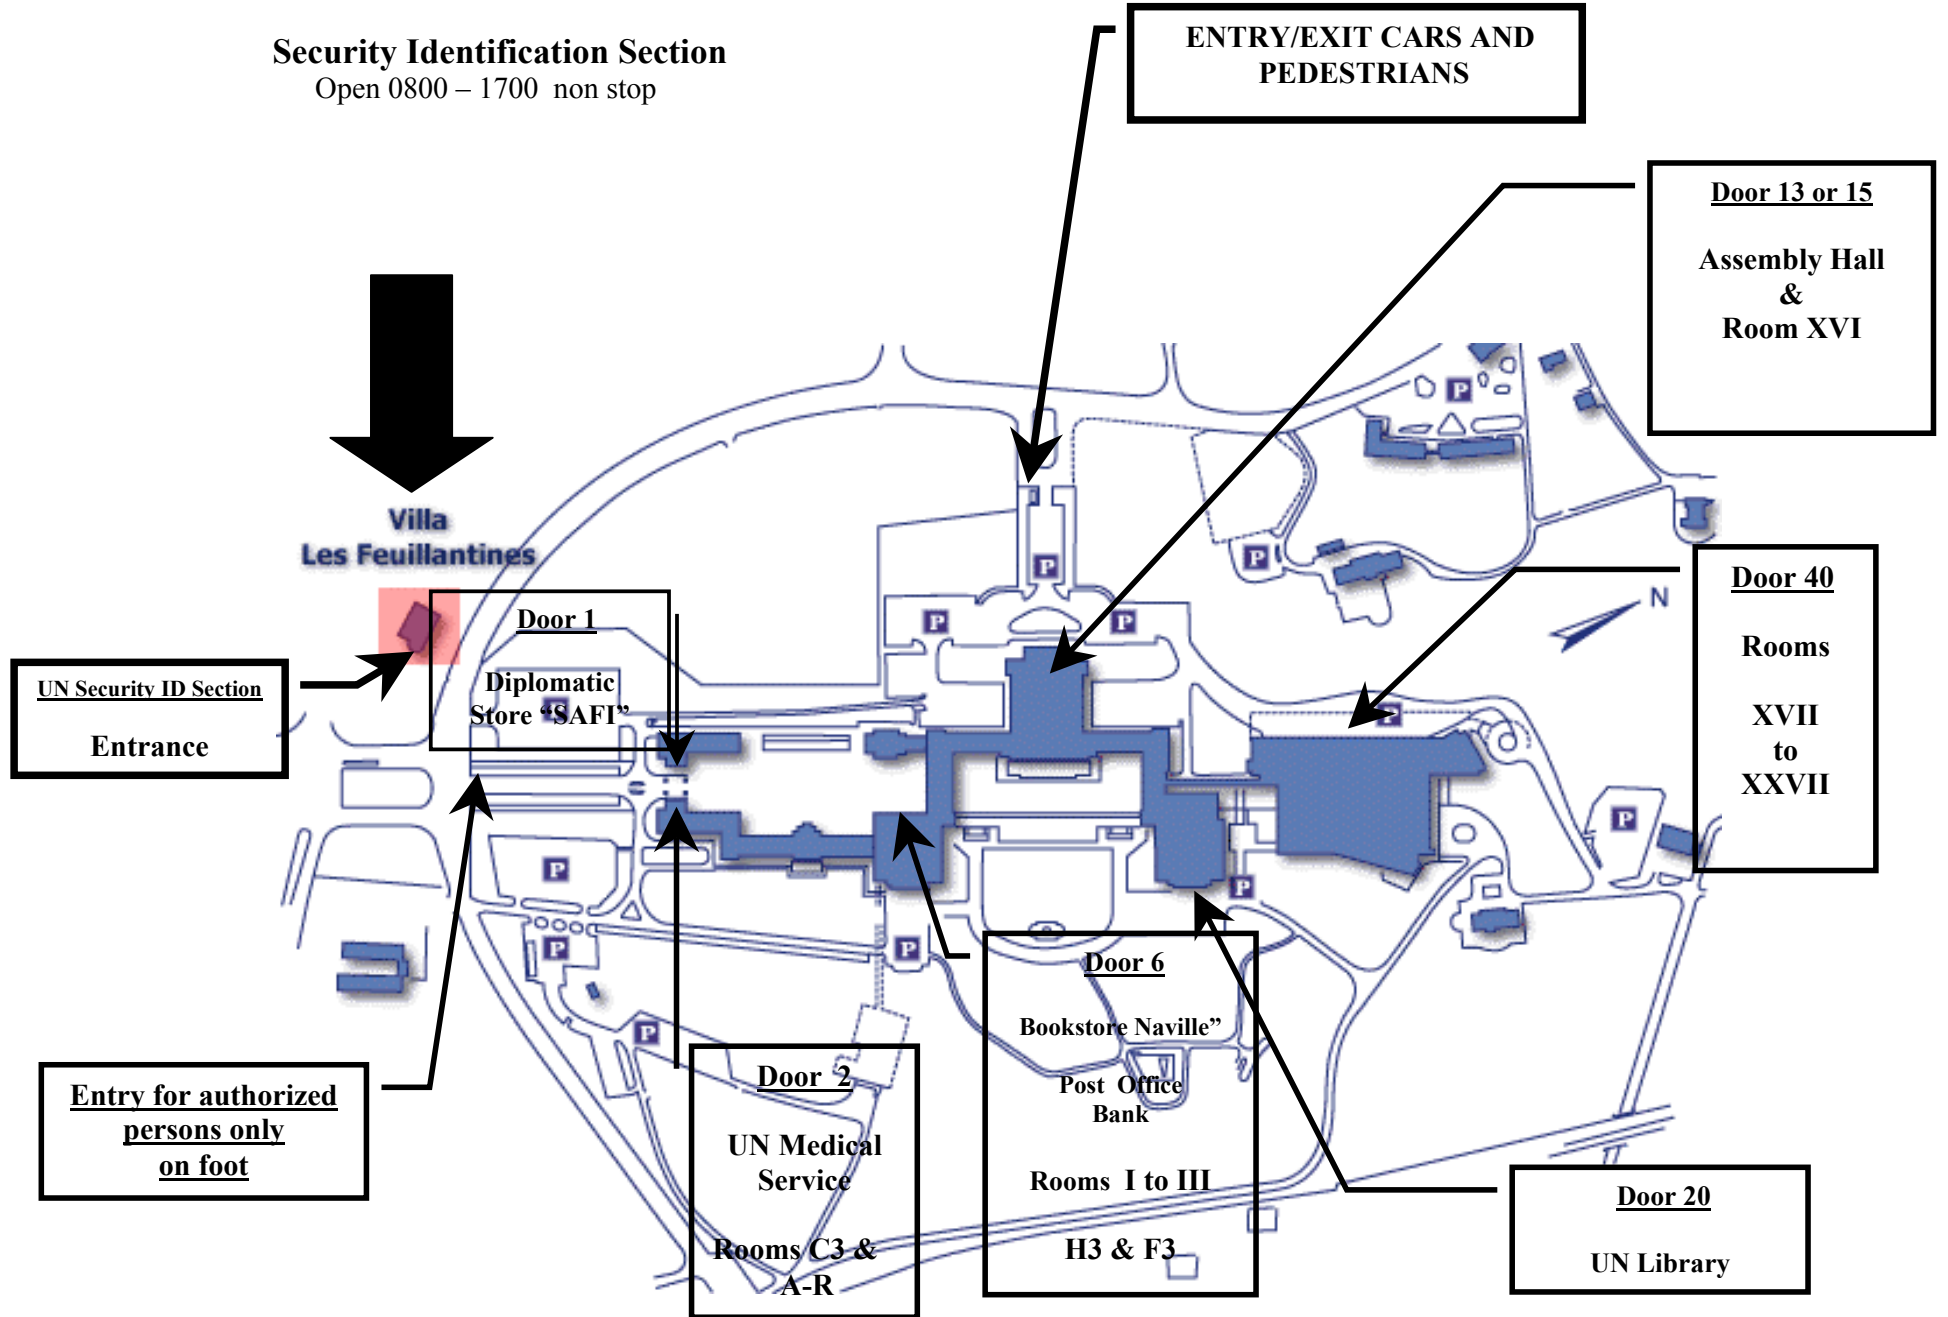 Security Identification Section
Open 0800 – 1700 non stop
ENTRY/EXIT CARS AND
PEDESTRIANS
Door 13 or 15
Assembly Hall
&
Room XVI
Villa
Les Feuillantines
P
P
P
P
P
N
Door 40
Rooms
XVII
to
XXVII
Door 1
Diplomatic
Store “SAFI”
P
UN Security ID Section
Entrance
P
P
P
P
P
P
P
Door 6
Bookstore Naville”
Post Office
Bank
Rooms I to III
H3 & F3
Entry for authorized
persons only
on foot
Door 2
UN Medical
Service
Rooms C3 &
A-R
Door 20
UN Library